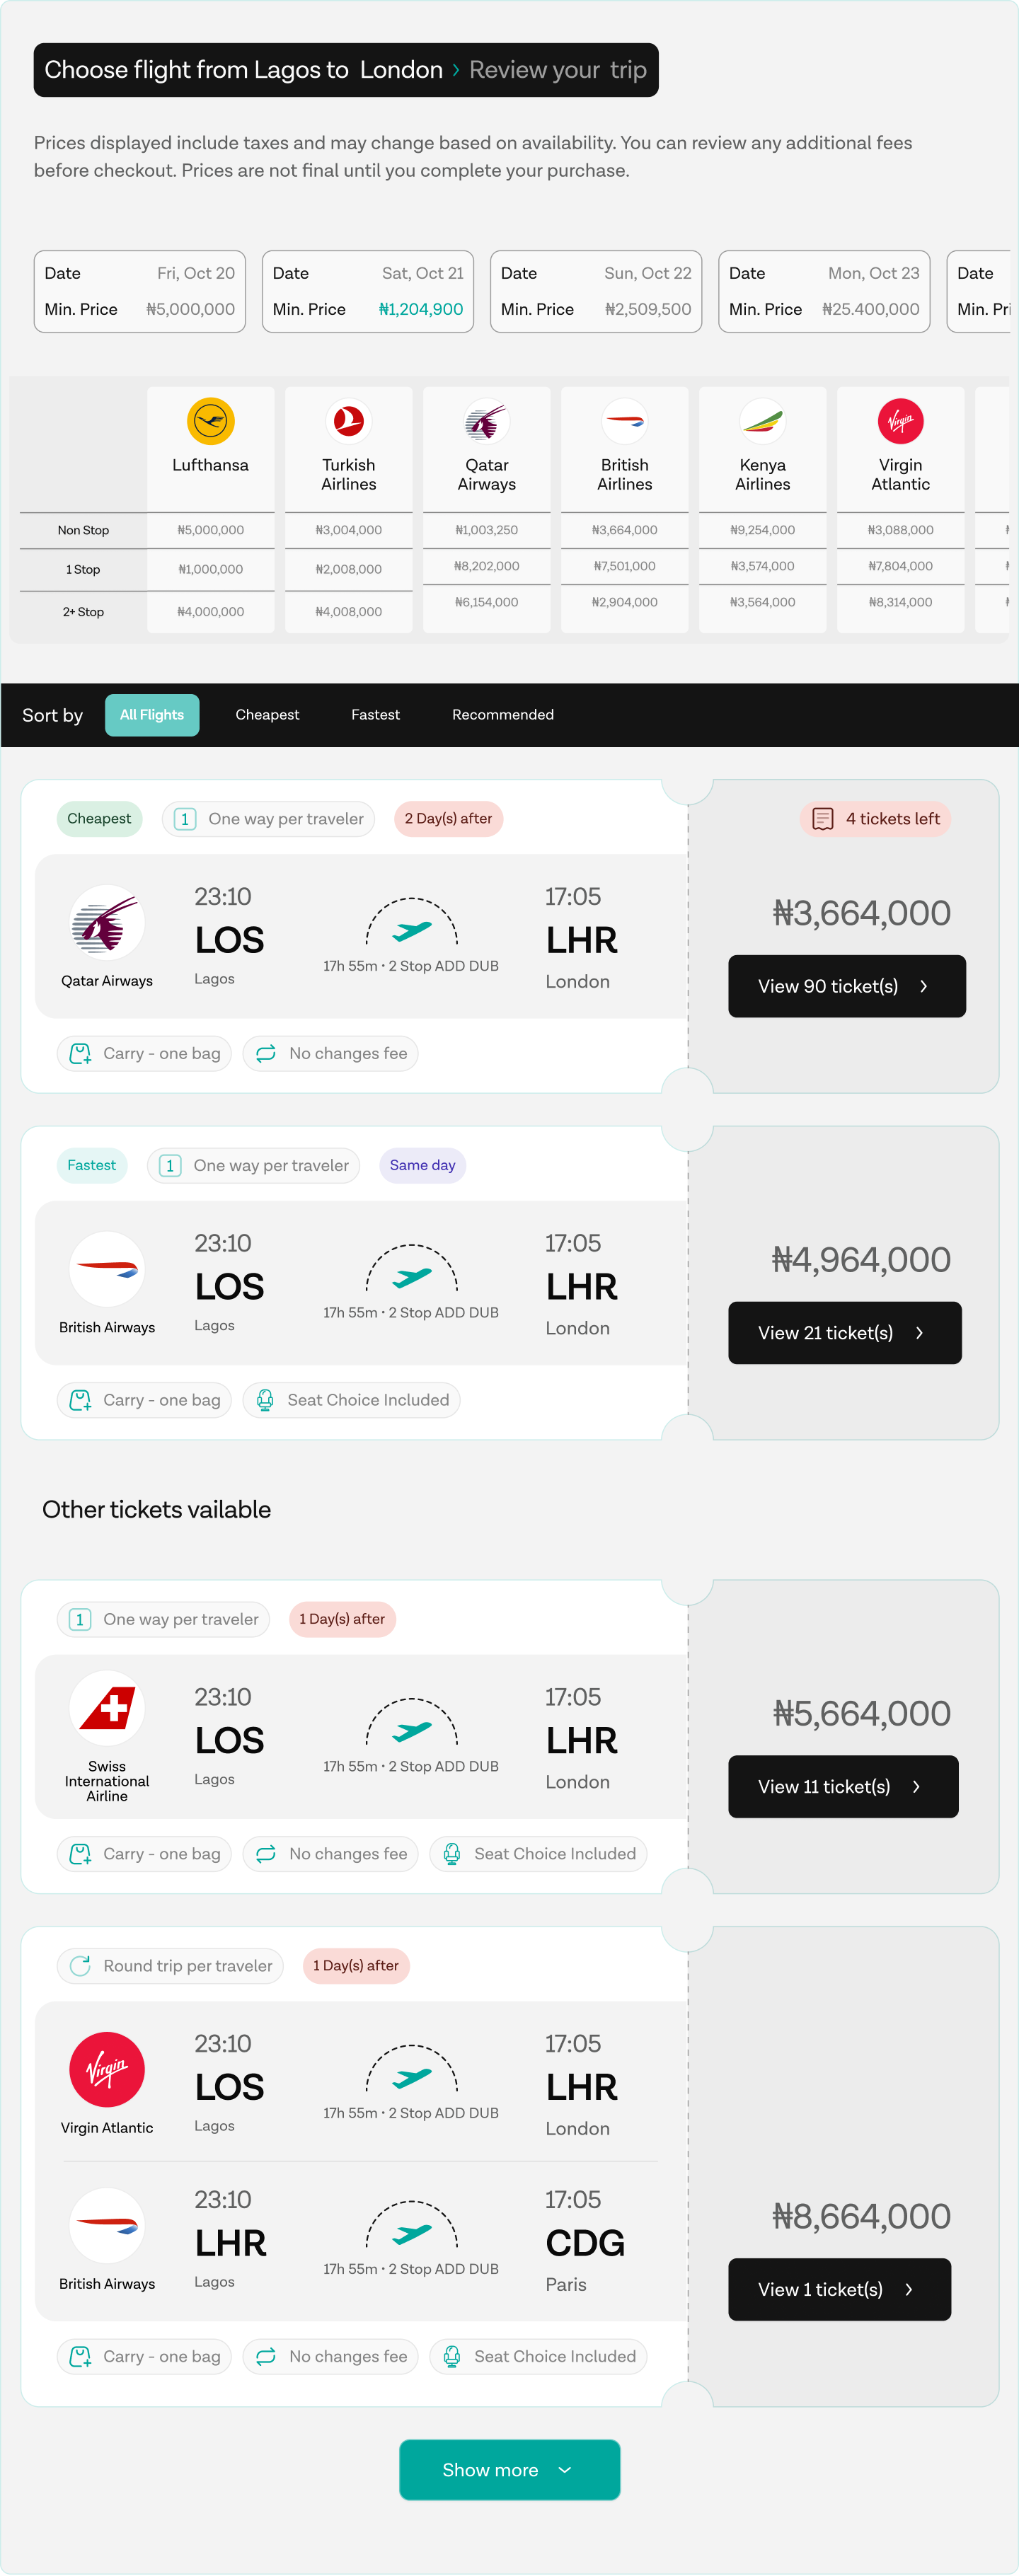 Choose flight from Lagos to London › Review your trip
Prices displayed include taxes and may change based on availability. You can review any additional fees
before checkout. Prices are not final until you complete your purchase.
Date Fri, Oct 20
Min. Price ₦5,000,000
Date Sat, Oct 21
Min. Price ₦1,204,900
Date Sun, Oct 22
Min. Price ₦2,509,500
Date Mon, Oct 23
Min. Price ₦25.400,000
Date
Min. Pri
Lufthansa
Turkish
Airlines
Qatar
Airways
British
Airlines
Kenya
Airlines
Virgin
Virgin
Atlantic
Non Stop ₦5,000,000 ₦3,004,000 ₦1,003,250 ₦3,664,000 ₦9,254,000 ₦3,088,000
1 Stop ₦1,000,000 ₦2,008,000 ₦8,202,000 ₦7,501,000 ₦3,574,000 ₦7,804,000
2+ Stop ₦4,000,000 ₦4,008,000 ₦6,154,000 ₦2,904,000 ₦3,564,000 ₦8,314,000
Sort by All Flights Cheapest Fastest Recommended
Cheapest 1 One way per traveler 2 Day(s) after
4 tickets left
Qatar Airways
23:10
LOS
Lagos
17h 55m • 2 Stop ADD DUB
17:05
LHR
London
₦3,664,000
View 90 ticket(s)
Carry - one bag No changes fee
Fastest 1 One way per traveler Same day
British Airways
23:10
LOS
Lagos
17h 55m • 2 Stop ADD DUB
17:05
LHR
London
₦4,964,000
View 21 ticket(s)
Carry - one bag Seat Choice Included
Other tickets vailable
1 One way per traveler 1 Day(s) after
Swiss
International
Airline
23:10
LOS
Lagos
17h 55m • 2 Stop ADD DUB
17:05
LHR
London
₦5,664,000
View 11 ticket(s)
Carry - one bag No changes fee Seat Choice Included
Round trip per traveler 1 Day(s) after
Virgin
Virgin Atlantic
23:10
LOS
Lagos
17h 55m • 2 Stop ADD DUB
17:05
LHR
London
British Airways
23:10
LHR
Lagos
17h 55m • 2 Stop ADD DUB
17:05
CDG
Paris
₦8,664,000
View 1 ticket(s)
Carry - one bag No changes fee Seat Choice Included
Show more